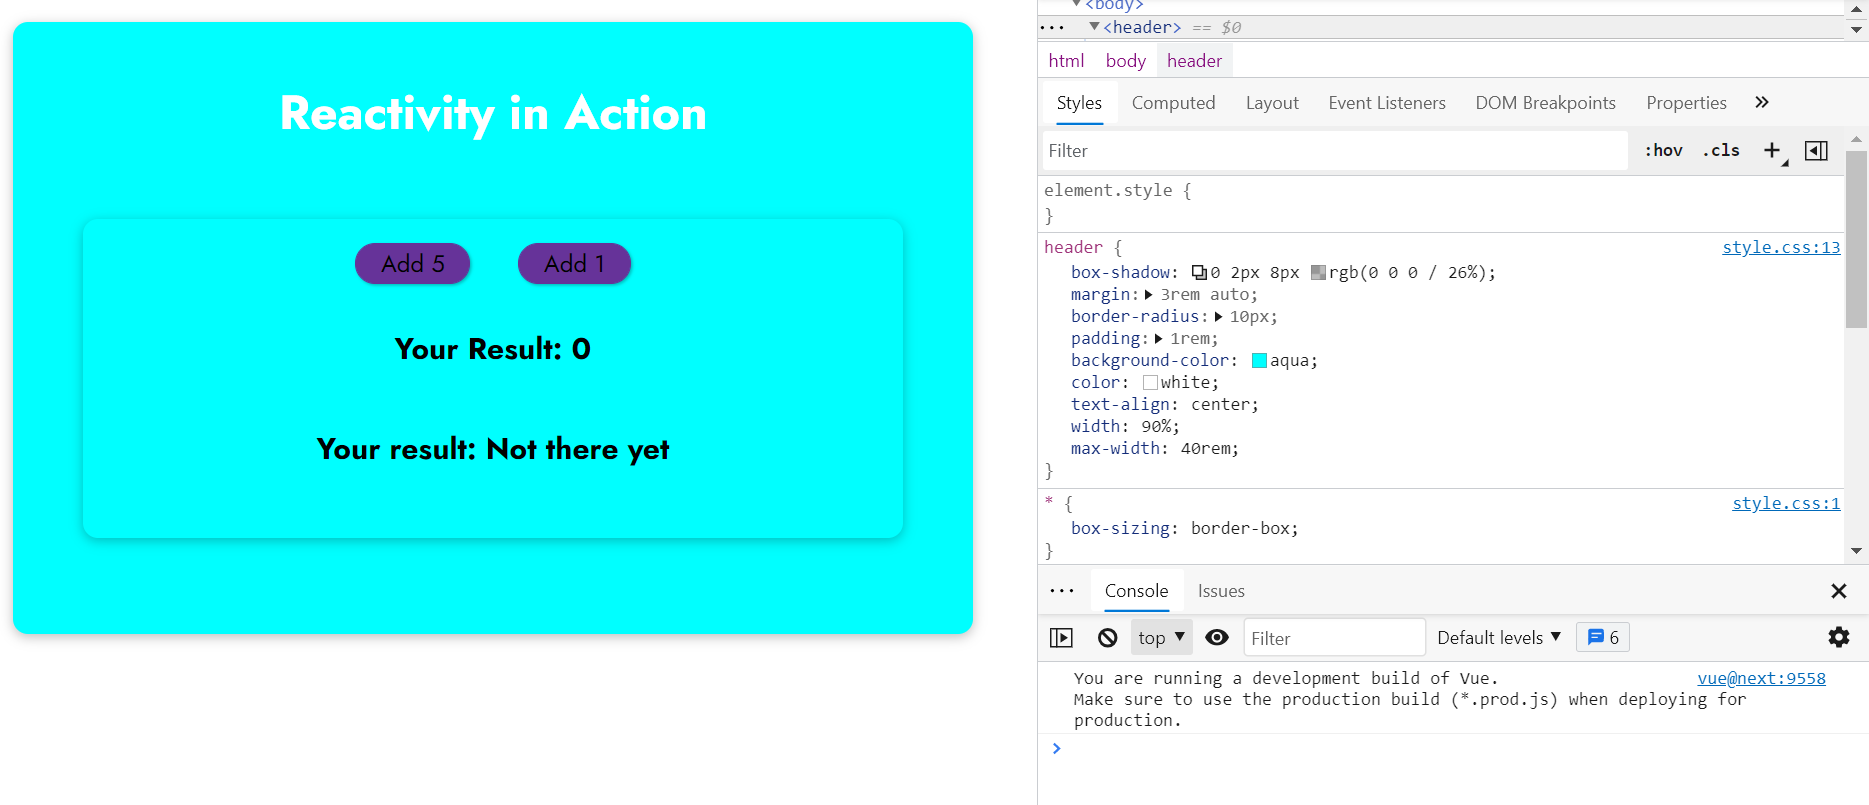 Reactivity in Action
Add 5 Add 1
Your Result: 0
Your result: Not there yet
<body>
··· <header> == $0
html body header
Styles Computed Layout Event Listeners DOM Breakpoints Properties »
Filter :hov .cls +
element.style {
}
header { style.css:13
box-shadow: 0 2px 8px rgb(0 0 0 / 26%);
margin: 3rem auto;
border-radius: 10px;
padding: 1rem;
background-color: aqua;
color: white;
text-align: center;
width: 90%;
max-width: 40rem;
}
* { style.css:1
box-sizing: border-box;
}
··· Console Issues
top Filter Default levels 6
You are running a development build of Vue. vue@next:9558
Make sure to use the production build (*.prod.js) when deploying for
production.